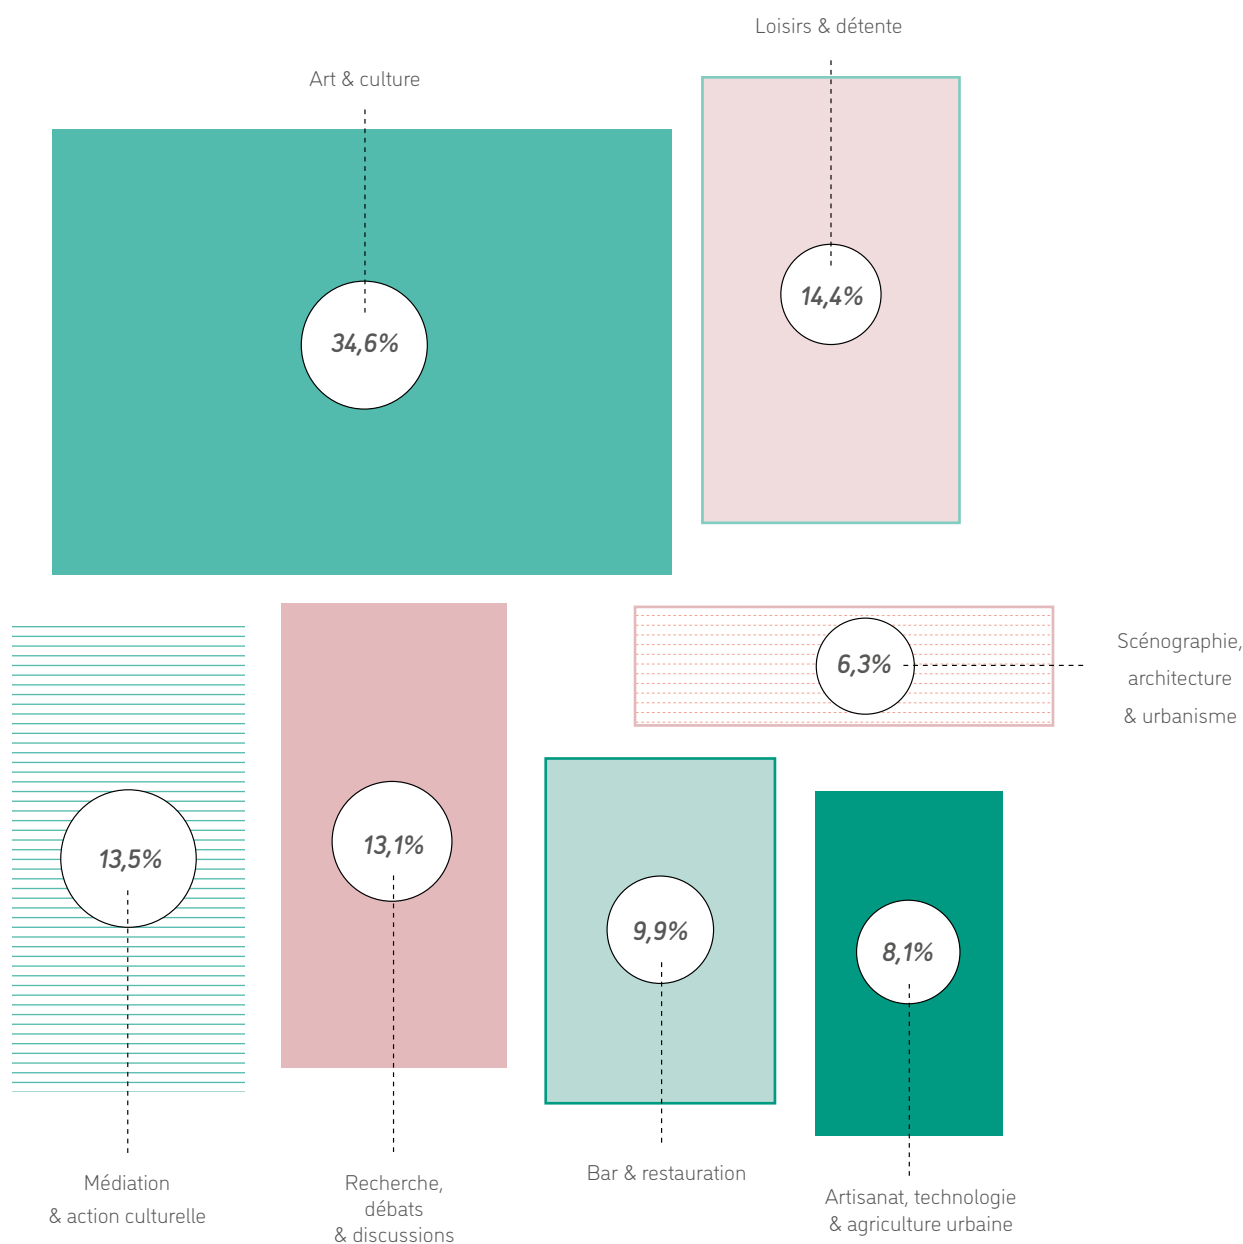 Loisirs & détente
Art & culture
14,4%
34,6%
Scénographie,
architecture
& urbanisme
6,3%
13,5%
13,1%
9,9%
8,1%
Médiation
& action culturelle
Recherche,
débats
& discussions
Bar & restauration
Artisanat, technologie
& agriculture urbaine